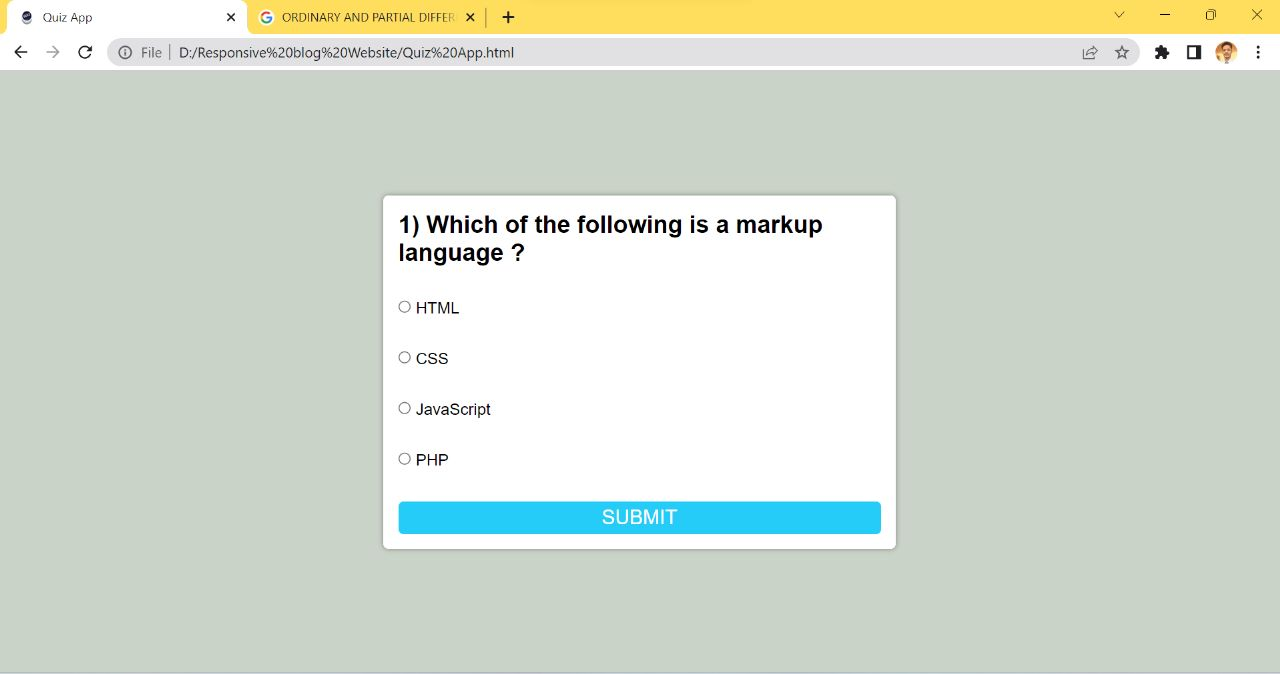 Quiz App
ORDINARY AND PARTIAL DIFFER
File
D:/Responsive%20blog%20Website/Quiz%20App.html
1) Which of the following is a markup
language ?
HTML
CSS
JavaScript
PHP
SUBMIT